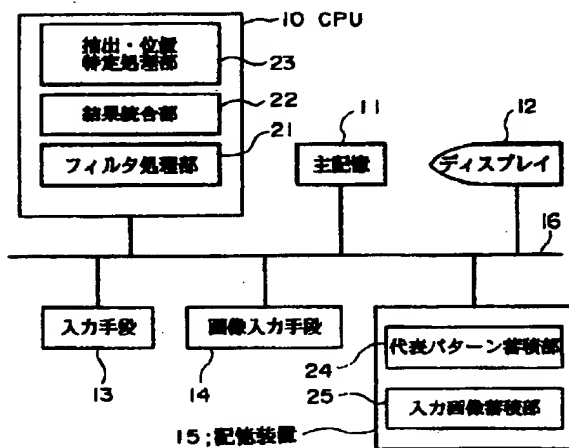 10 CPU
抽出・位置
特定処理部
23
結果統合部
22
フィルタ処理部
21
主記憶
11
ディスプレイ
12
16
入力手段
13
画像入力手段
14
代表パターン蓄積部
24
入力画像蓄積部
25
15;記憶装置